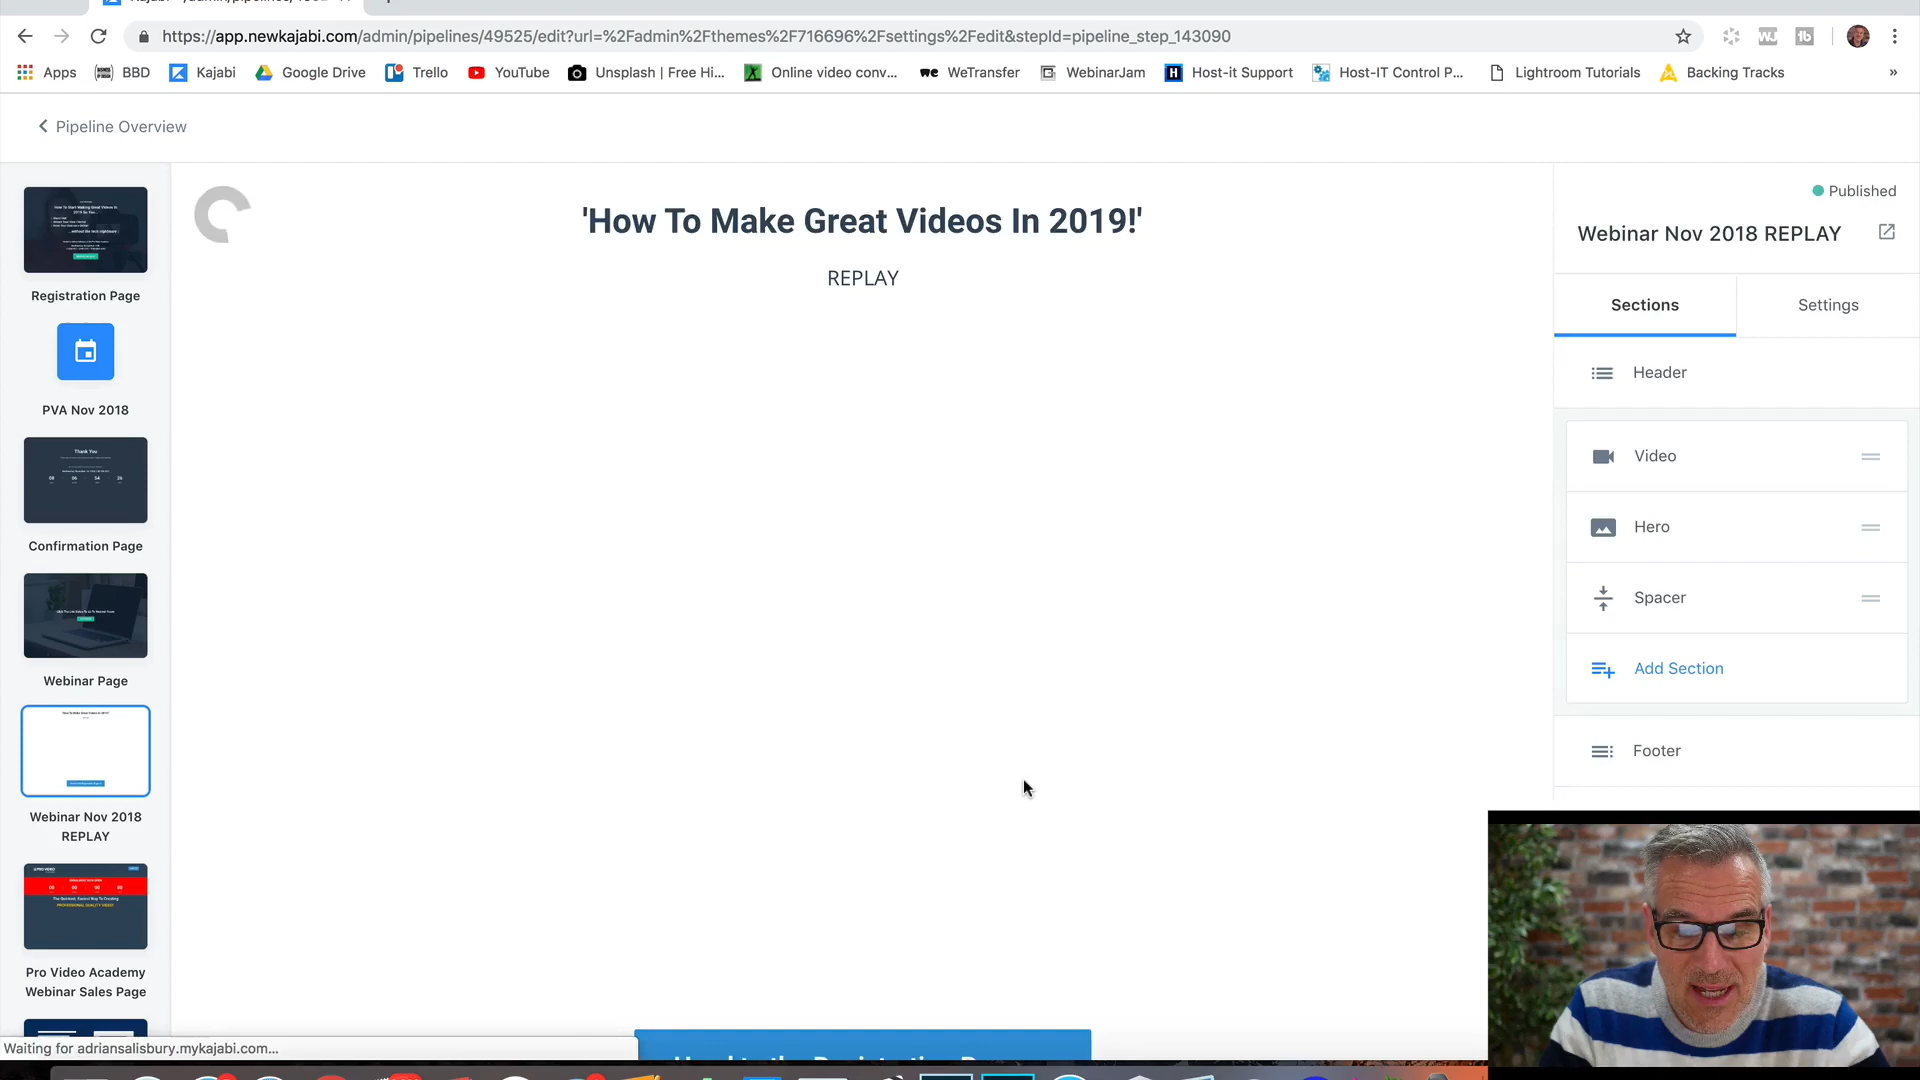 https://app.newkajabi.com/admin/pipelines/49525/edit?url=%2Fadmin%2Fthemes%2F716696%2Fsettings%2Fedit&stepId=pipeline_step_143090
Apps
BBD
Kajabi
Google Drive
Trello
YouTube
Unsplash | Free Hi...
Online video conv...
WeTransfer
WebinarJam
Host-it Support
Host-IT Control P...
Lightroom Tutorials
Backing Tracks
»
Pipeline Overview
Registration Page
PVA Nov 2018
Thank You
Confirmation Page
Webinar Page
Webinar Nov 2018
REPLAY
Pro Video Academy
Webinar Sales Page
'How To Make Great Videos In 2019!'
REPLAY
Published
Webinar Nov 2018 REPLAY
Sections
Settings
Header
Video
Hero
Spacer
Add Section
Footer
Waiting for adriansalisbury.mykajabi.com...